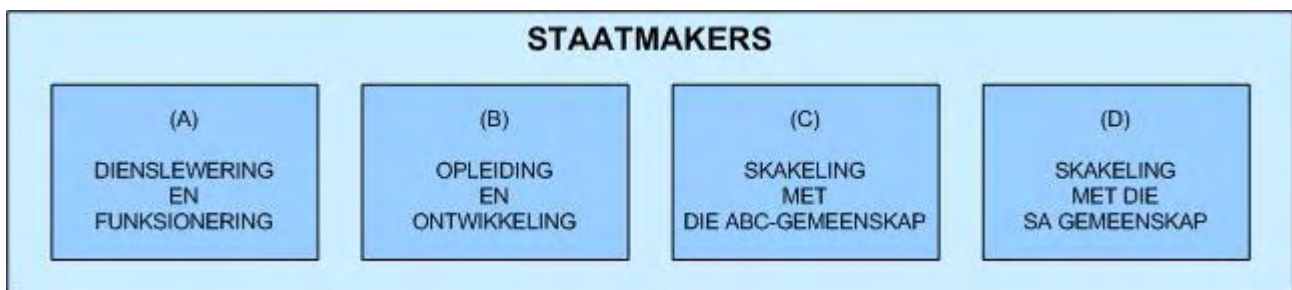 STAATMAKERS
(A)
DIENSLEWERING
EN
FUNKSIONERING
(B)
OPLEIDING
EN
ONTWIKKELING
(C)
SKAKELING
MET
DIE ABC-GEMEENSKAP
(D)
SKAKELING
MET DIE
SA GEMEENSKAP